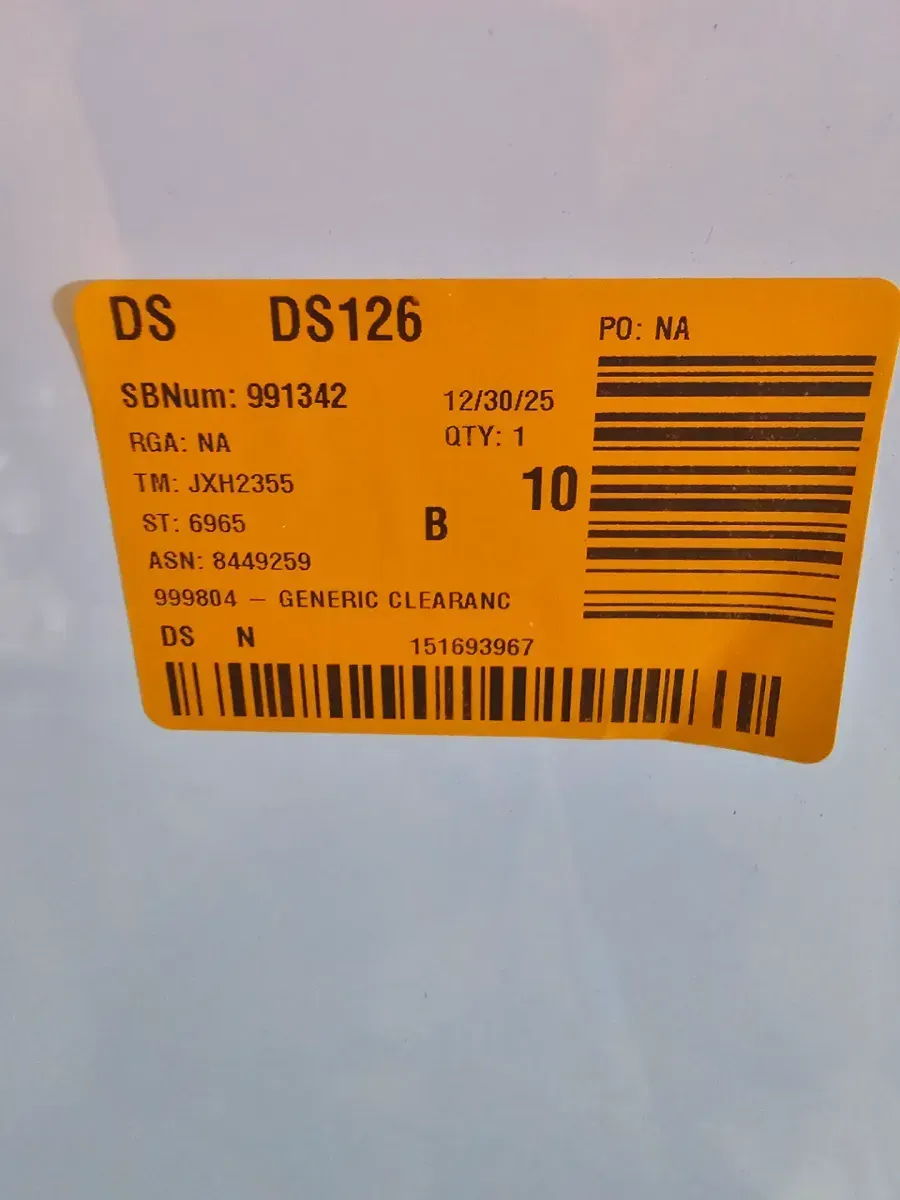 DS DS126
PO: NA
SBNum: 991342 12/30/25
RGA: NA QTY: 1
TM: JXH2355 10
ST: 6965 B
ASN: 8449259
999804 – GENERIC CLEARANC
DS N 151693967